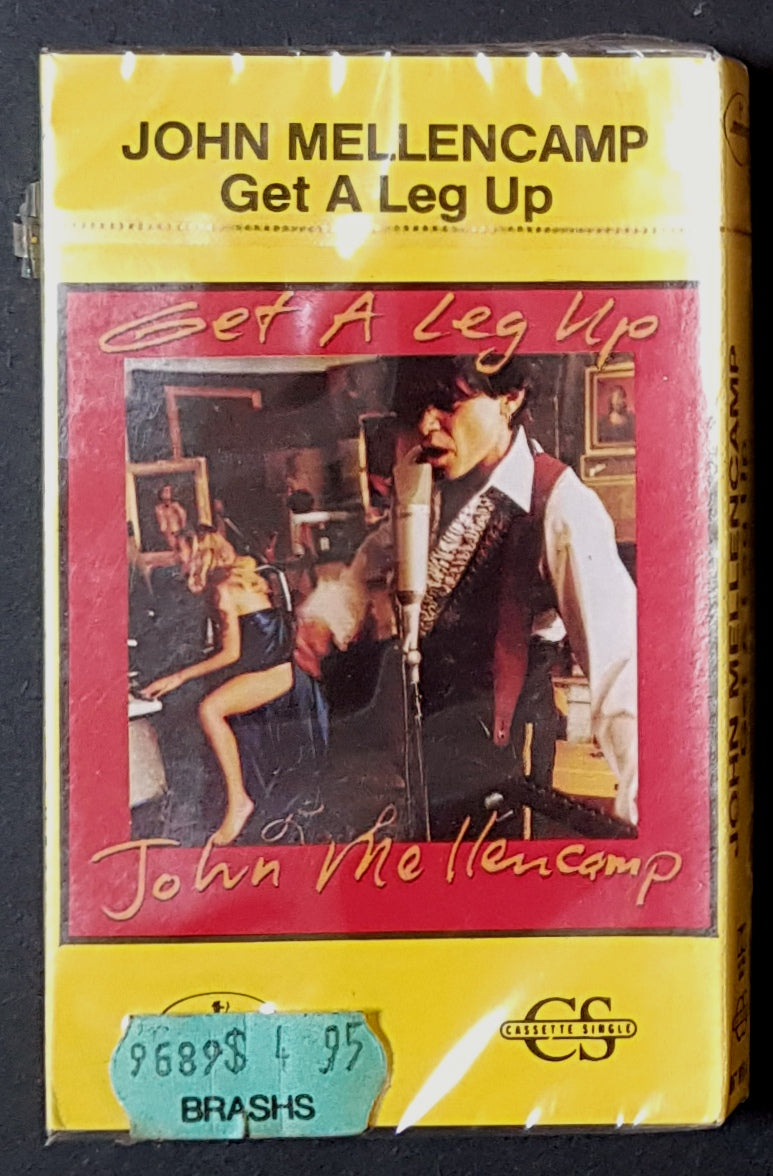 JOHN MELLENCAMP
Get A Leg Up
Get A Leg Up
John Mellencamp
CS
CASSETTE SINGLE
9689$ 4 95
BRASHS
JOHN MELLENCAMP